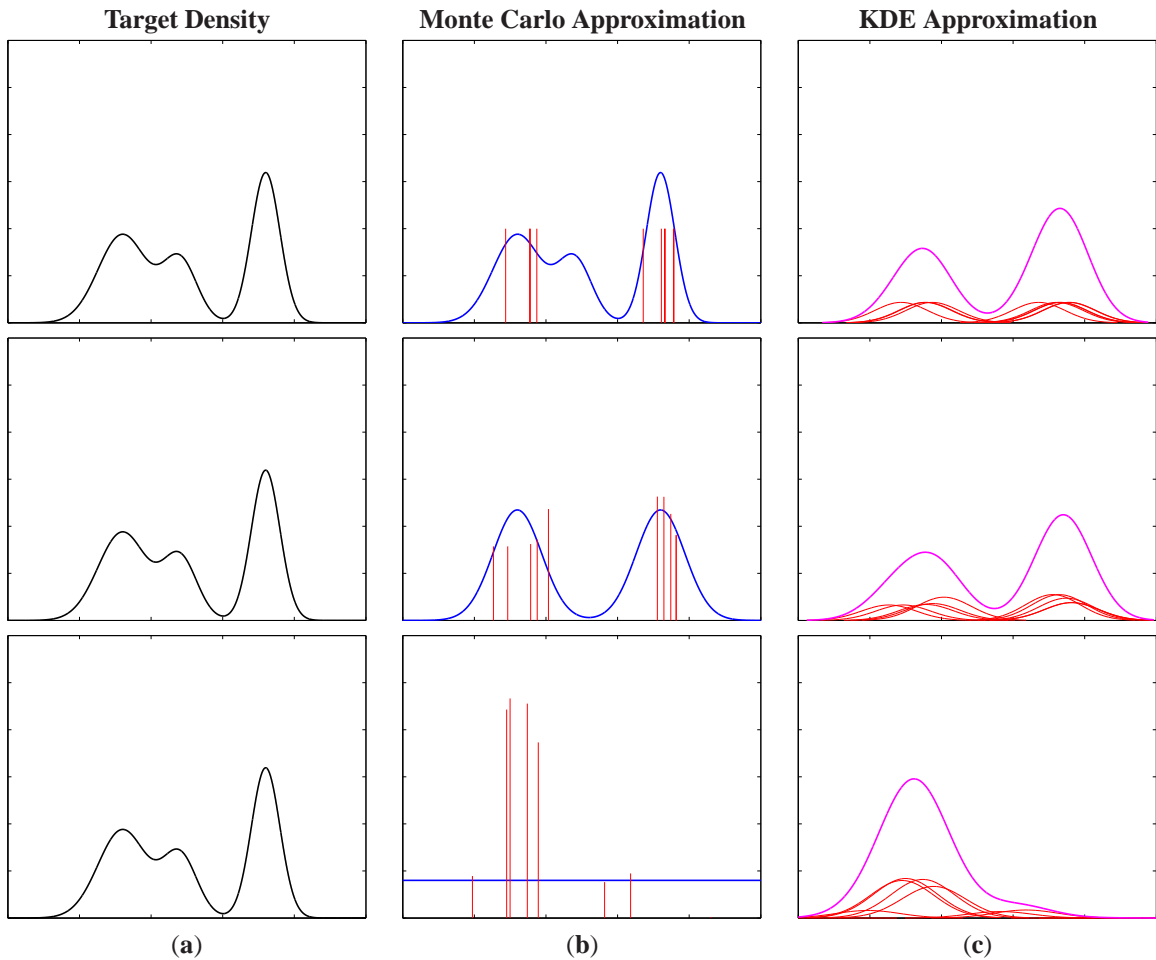 Target Density
Monte Carlo Approximation
KDE Approximation
(a)
(b)
(c)